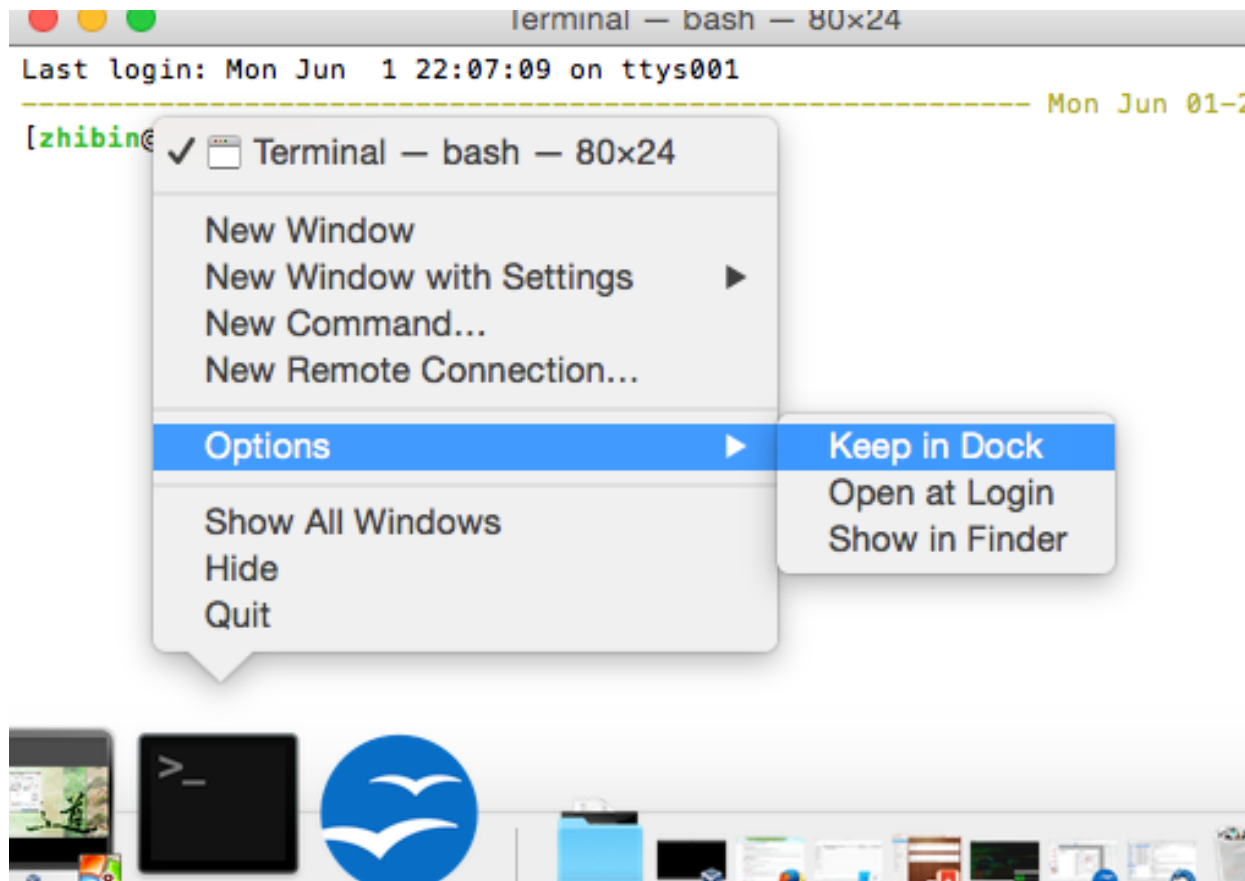 Terminal — bash — 80×24
Last login: Mon Jun  1 22:07:09 on ttys001
---------------------------------------------------------- Mon Jun 01-2
[zhibin@
✓ Terminal — bash — 80×24
New Window
New Window with Settings ▶
New Command...
New Remote Connection...
Options ▶
Keep in Dock
Open at Login
Show in Finder
Show All Windows
Hide
Quit
>_
道